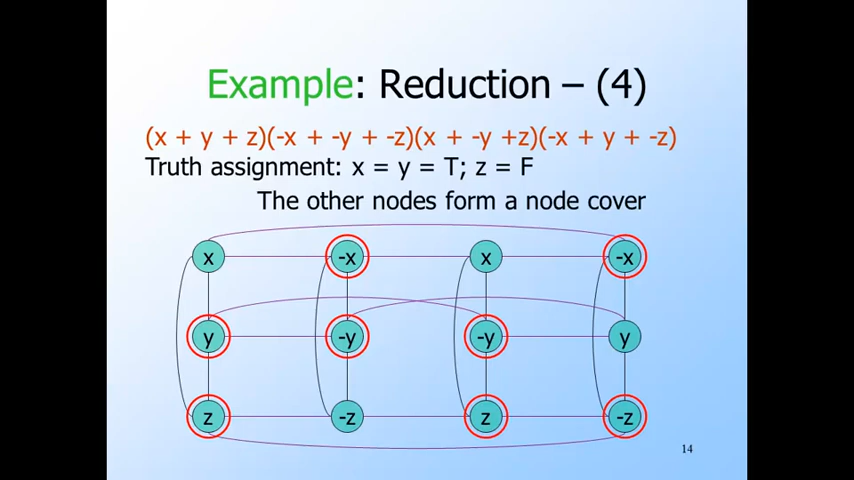 Example: Reduction – (4)
(x + y + z)(-x + -y + -z)(x + -y +z)(-x + y + -z)
Truth assignment: x = y = T; z = F
The other nodes form a node cover
x -x x -x
y -y -y y
z -z z -z
14